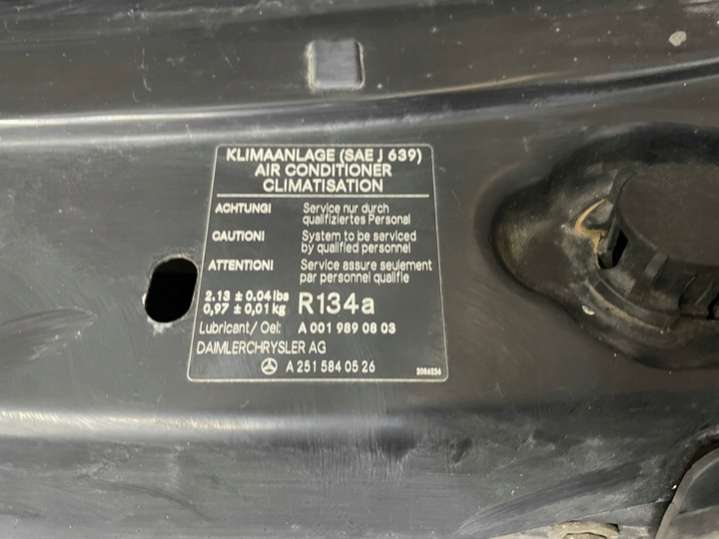 KLIMAANLAGE (SAE J 639)
AIR CONDITIONER
CLIMATISATION
ACHTUNG! Service nur durch
qualifiziertes Personal
CAUTION! System to be serviced
by qualified personnel
ATTENTION! Service assure seulement
par personnel qualifie
2.13 ± 0.04 lbs
0,97 ± 0,01 kg R134a
Lubricant/Oel: A 001 989 08 03
DAIMLERCHRYSLER AG
A 251 584 05 26